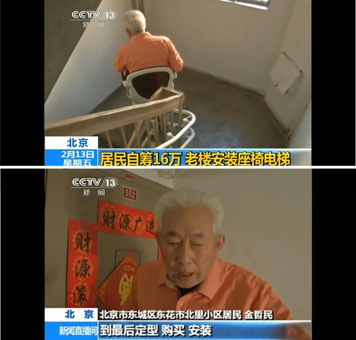 CCTV 13
新 闻
北京
2月13日
星期五
居民自筹16万 老楼安装座椅电梯
CCTV 13
新 闻
财源广进
财源
北 京
北京市东城区东花市北里小区居民 金哲民
新闻直播间
到最后定型 购买 安装